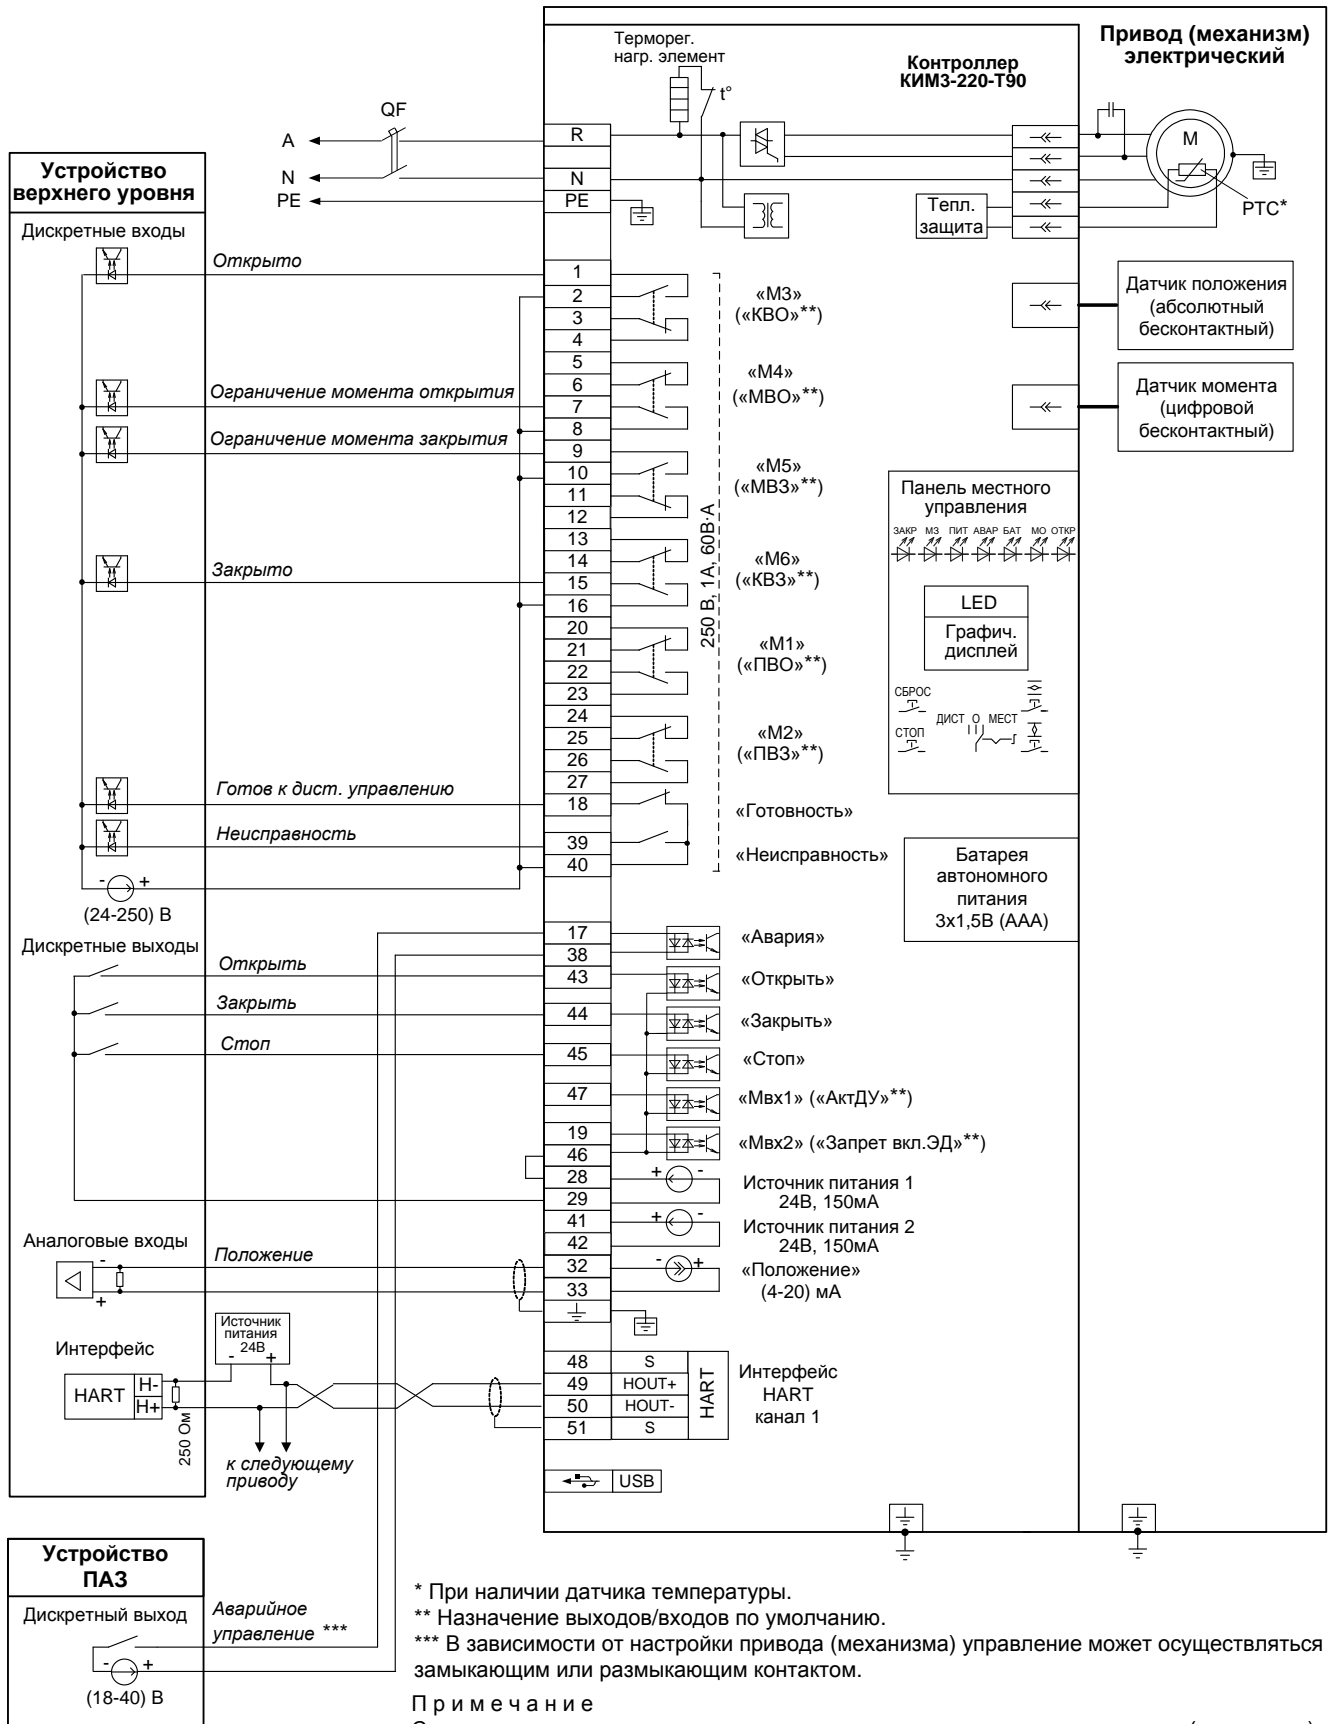 Привод (механизм)
электрический
Контроллер
КИМ3-220-Т90
Терморег.
нагр. элемент
t°
QF
A
N
PE
R
N
PE
M
PTC*
Тепл.
защита
Устройство
верхнего уровня
Дискретные входы
Открыто
Ограничение момента открытия
Ограничение момента закрытия
Закрыто
Готов к дист. управлению
Неисправность
- +
(24-250) В
1
2
3
4
5
6
7
8
9
10
11
12
13
14
15
16
20
21
22
23
24
25
26
27
18
39
40
«М3»
(«КВО»**)
«М4»
(«МВО»**)
«М5»
(«МВЗ»**)
«М6»
(«КВЗ»**)
«М1»
(«ПВО»**)
«М2»
(«ПВЗ»**)
«Готовность»
«Неисправность»
250 В, 1А, 60В·А
Датчик положения
(абсолютный
бесконтактный)
Датчик момента
(цифровой
бесконтактный)
Панель местного
управления
ЗАКР МЗ ПИТ АВАР БАТ МО ОТКР
LED
Графич.
дисплей
СБРОС
СТОП
ДИСТ О МЕСТ
Батарея
автономного
питания
3х1,5В (ААА)
Дискретные выходы
Открыть
Закрыть
Стоп
17
38
43
44
45
47
19
46
28
29
41
42
32
33
«Авария»
«Открыть»
«Закрыть»
«Стоп»
«Мвх1» («АктДУ»**)
«Мвх2» («Запрет вкл.ЭД»**)
+ -
Источник питания 1
24В, 150мА
+ -
Источник питания 2
24В, 150мА
- +
«Положение»
(4-20) мА
Аналоговые входы
-
+
Положение
Интерфейс
HART
H-
H+
250 Ом
Источник
питания
24В
- +
к следующему
приводу
48 S
49 HOUT+
50 HOUT-
51 S
HART
Интерфейс
HART
канал 1
USB
Устройство
ПАЗ
Дискретный выход
- +
(18-40) В
Аварийное
управление ***
* При наличии датчика температуры.
** Назначение выходов/входов по умолчанию.
*** В зависимости от настройки привода (механизма) управление может осуществляться
замыкающим или размыкающим контактом.
П р и м е ч а н и е